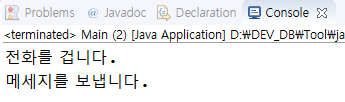 Problems @ Javadoc Declaration Console
<terminated> Main (2) [Java Application] D:₩DEV_DB₩Tool₩ja
전화를 겁니다.
메세지를 보냅니다.